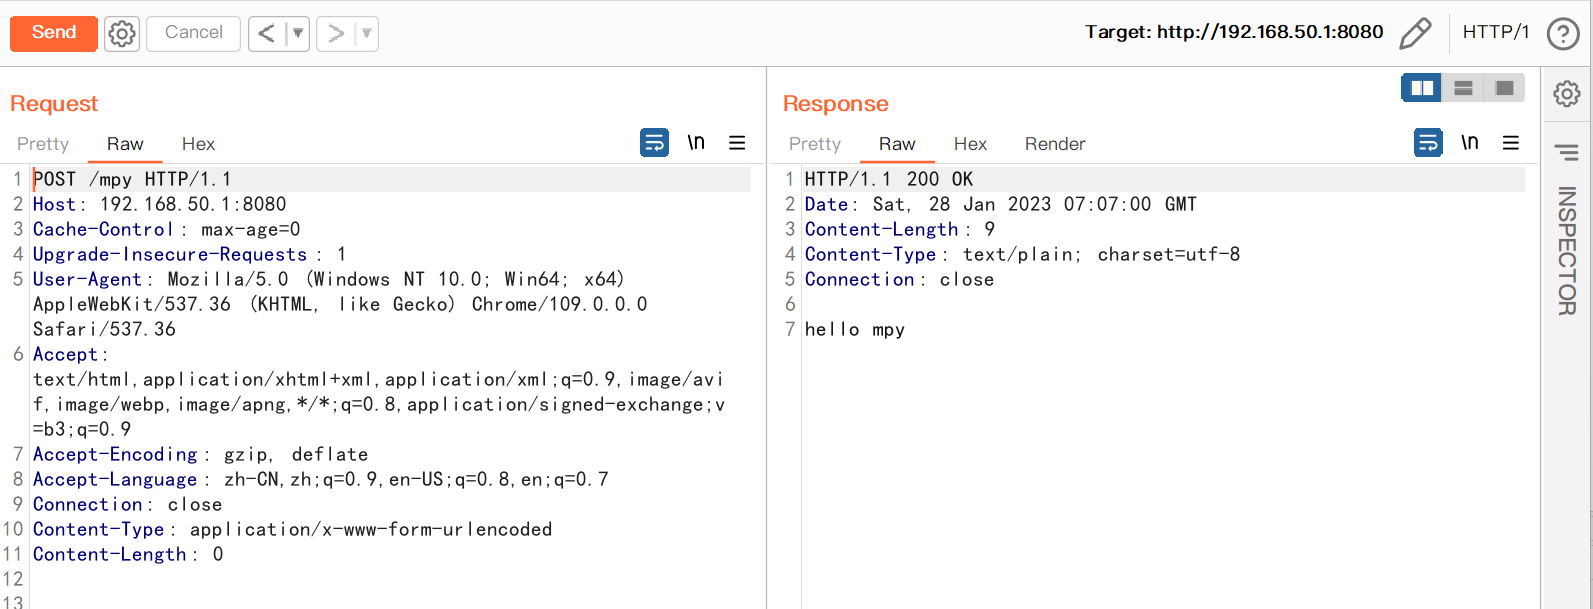 Send Cancel < > Target: http://192.168.50.1:8080 HTTP/1 ?
Request
Pretty Raw Hex \n
1 POST /mpy HTTP/1.1
2 Host: 192.168.50.1:8080
3 Cache-Control: max-age=0
4 Upgrade-Insecure-Requests: 1
5 User-Agent: Mozilla/5.0 (Windows NT 10.0; Win64; x64)
AppleWebKit/537.36 (KHTML, like Gecko) Chrome/109.0.0.0
Safari/537.36
6 Accept:
text/html,application/xhtml+xml,application/xml;q=0.9,image/avi
f,image/webp,image/apng,*/*;q=0.8,application/signed-exchange;v
=b3;q=0.9
7 Accept-Encoding: gzip, deflate
8 Accept-Language: zh-CN,zh;q=0.9,en-US;q=0.8,en;q=0.7
9 Connection: close
10 Content-Type: application/x-www-form-urlencoded
11 Content-Length: 0
12
13
Response
Pretty Raw Hex Render \n
1 HTTP/1.1 200 OK
2 Date: Sat, 28 Jan 2023 07:07:00 GMT
3 Content-Length: 9
4 Content-Type: text/plain; charset=utf-8
5 Connection: close
6
7 hello mpy
INSPECTOR